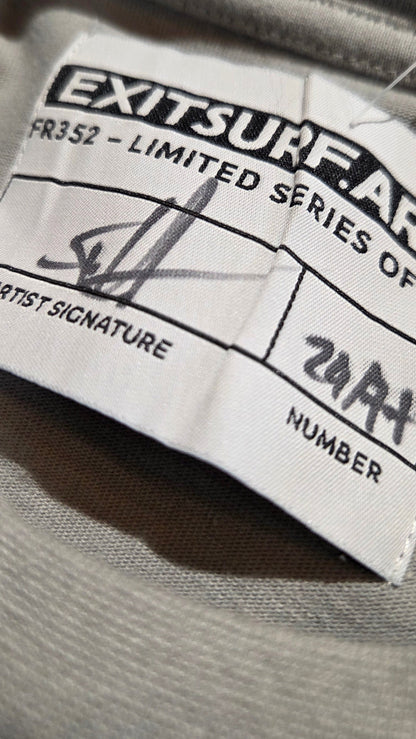 EXITSURF.AR
FR352 – LIMITED SERIES OF
ARTIST SIGNATURE
NUMBER